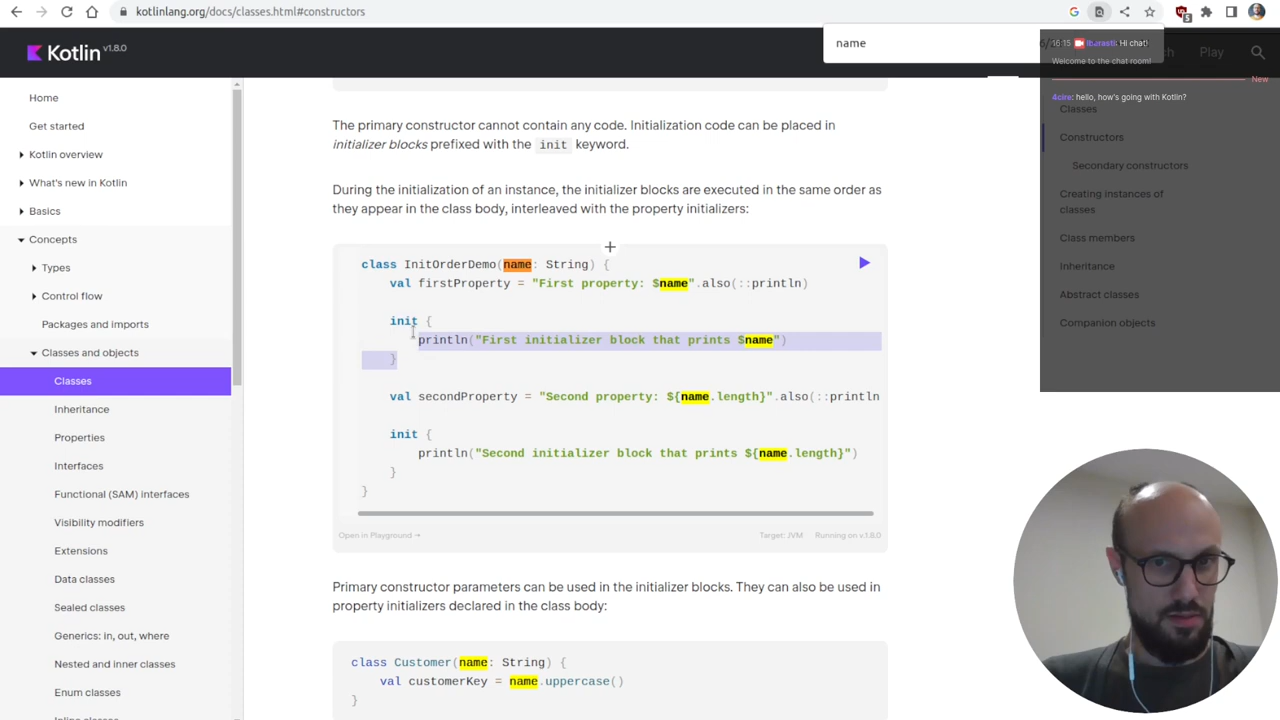 kotlinlang.org/docs/classes.html#constructors
5
Kotlin v1.8.0
name
Play
16:15 iburasti: Hi chat!
Welcome to the chat room!
New
4cire: hello, how's going with Kotlin?
Home
Get started
Kotlin overview
What's new in Kotlin
Basics
Concepts
Types
Control flow
Packages and imports
Classes and objects
Classes
Inheritance
Properties
Interfaces
Functional (SAM) interfaces
Visibility modifiers
Extensions
Data classes
Sealed classes
Generics: in, out, where
Nested and inner classes
Enum classes
The primary constructor cannot contain any code. Initialization code can be placed in
initializer blocks prefixed with the init keyword.
During the initialization of an instance, the initializer blocks are executed in the same order as
they appear in the class body, interleaved with the property initializers:
class InitOrderDemo(name: String) {
val firstProperty = "First property: $name".also(::println)
init {
println("First initializer block that prints $name")
}
val secondProperty = "Second property: ${name.length}".also(::println
init {
println("Second initializer block that prints ${name.length}")
}
}
Open in Playground →
Target: JVM
Running on v.1.8.0
Primary constructor parameters can be used in the initializer blocks. They can also be used in
property initializers declared in the class body:
class Customer(name: String) {
val customerKey = name.uppercase()
}
Classes
Constructors
Secondary constructors
Creating instances of
classes
Class members
Inheritance
Abstract classes
Companion objects